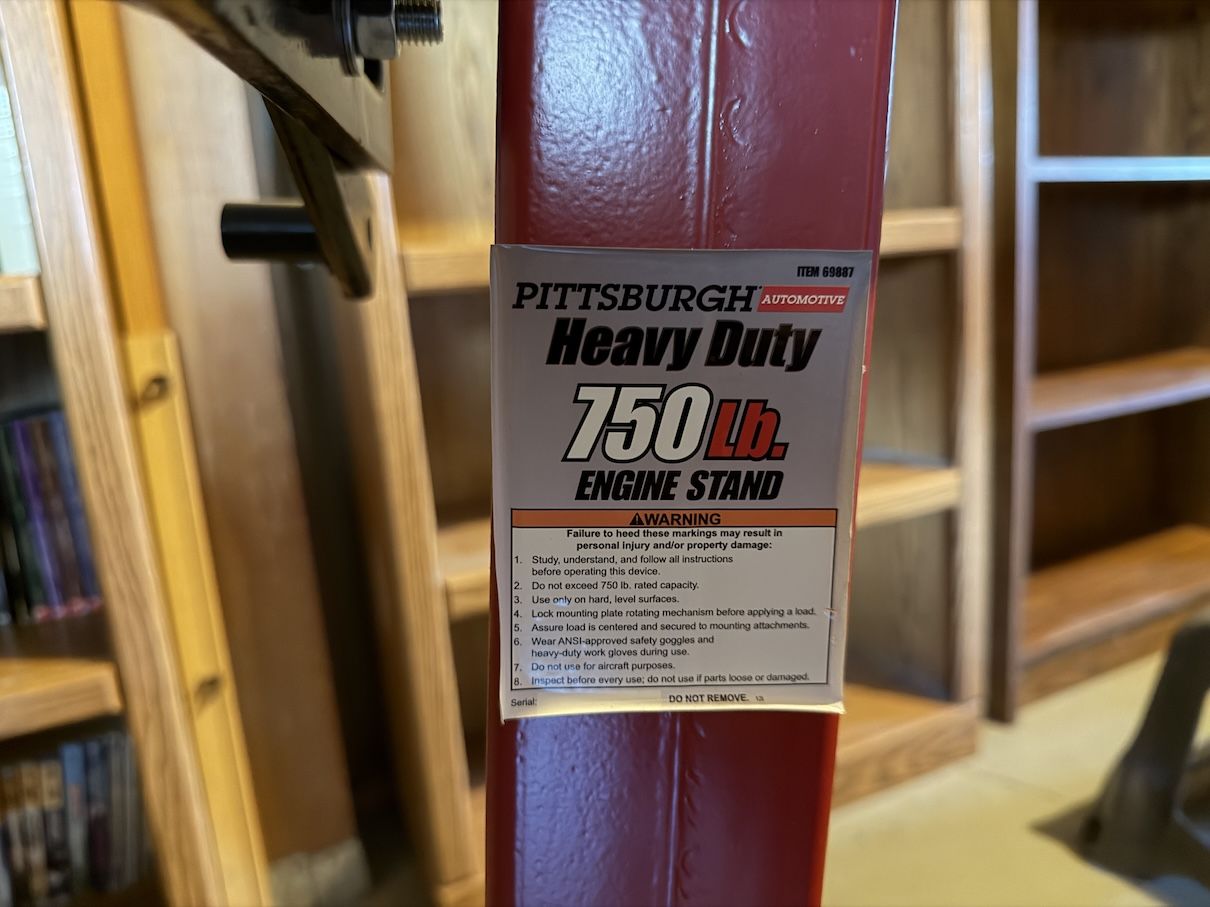 ITEM 69887
PITTSBURGH AUTOMOTIVE
Heavy Duty
750 Lb.
ENGINE STAND
⚠WARNING
Failure to heed these markings may result in
personal injury and/or property damage:
1. Study, understand, and follow all instructions
before operating this device.
2. Do not exceed 750 lb. rated capacity.
3. Use only on hard, level surfaces.
4. Lock mounting plate rotating mechanism before applying a load.
5. Assure load is centered and secured to mounting attachments.
6. Wear ANSI-approved safety goggles and
heavy-duty work gloves during use.
7. Do not use for aircraft purposes.
8. Inspect before every use; do not use if parts loose or damaged.
Serial: DO NOT REMOVE.